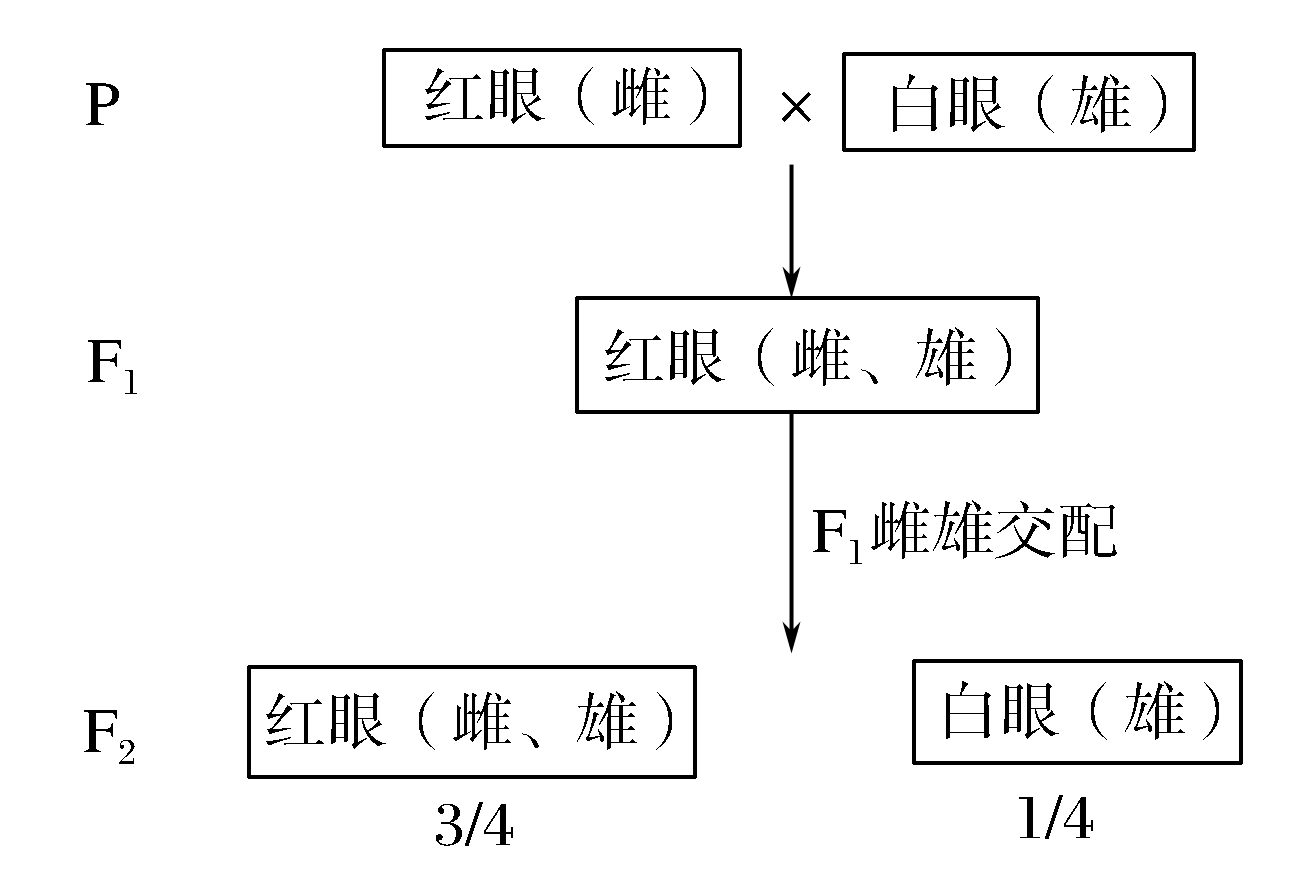 P 红眼（雌） × 白眼（雄）
F₁ 红眼（雌、雄）
F₁雌雄交配
F₂ 红眼（雌、雄） 白眼（雄）
3/4 1/4